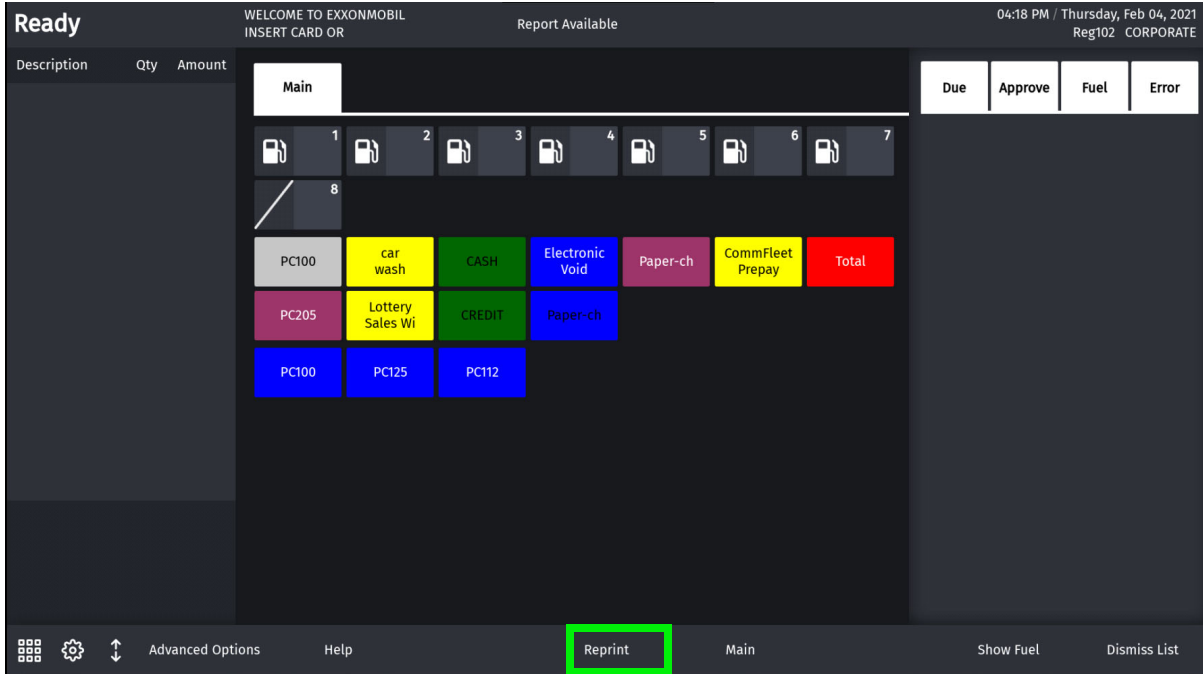 Ready
WELCOME TO EXXONMOBIL
INSERT CARD OR
Report Available
04:18 PM / Thursday, Feb 04, 2021
Reg102 CORPORATE
Description Qty Amount
Main
Due Approve Fuel Error
1 2 3 4 5 6 7
8
PC100
car
wash
CASH
Electronic
Void
Paper-ch
CommFleet
Prepay
Total
PC205
Lottery
Sales Wi
CREDIT
Paper-ch
PC100 PC125 PC112
Advanced Options Help Reprint Main Show Fuel Dismiss List